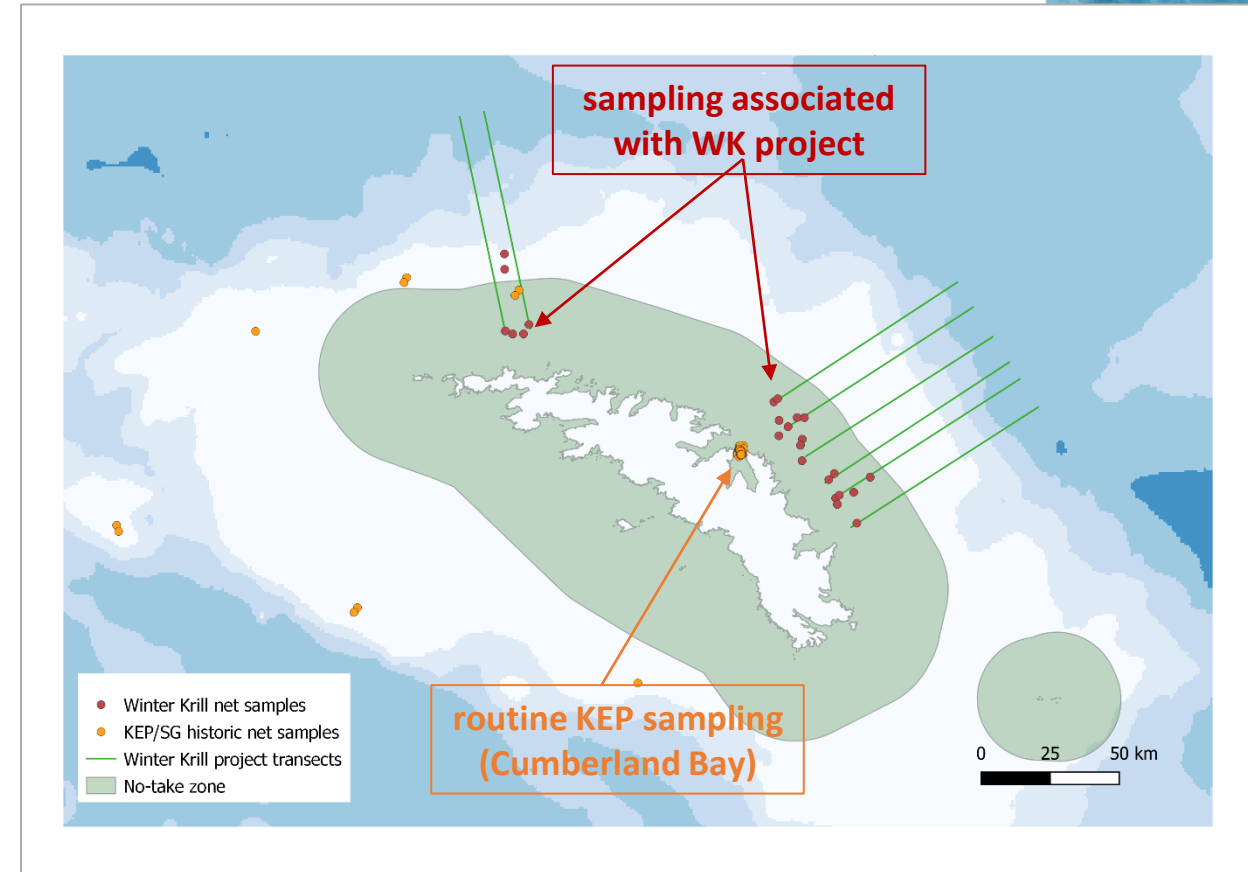 sampling associated
with WK project
routine KEP sampling
(Cumberland Bay)
Winter Krill net samples
KEP/SG historic net samples
Winter Krill project transects
No-take zone
0 25 50 km